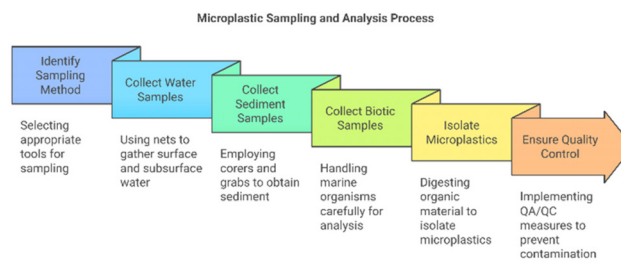 Microplastic Sampling and Analysis Process
Identify
Sampling
Method
Selecting
appropriate
tools for
sampling
Collect Water
Samples
Using nets to
gather surface
and subsurface
water
Collect
Sediment
Samples
Employing
corers and
grabs to obtain
sediment
Collect Biotic
Samples
Handling
marine
organisms
carefully for
analysis
Isolate
Microplastics
Digesting
organic
material to
isolate
microplastics
Ensure Quality
Control
Implementing
QA/QC
measures to
prevent
contamination